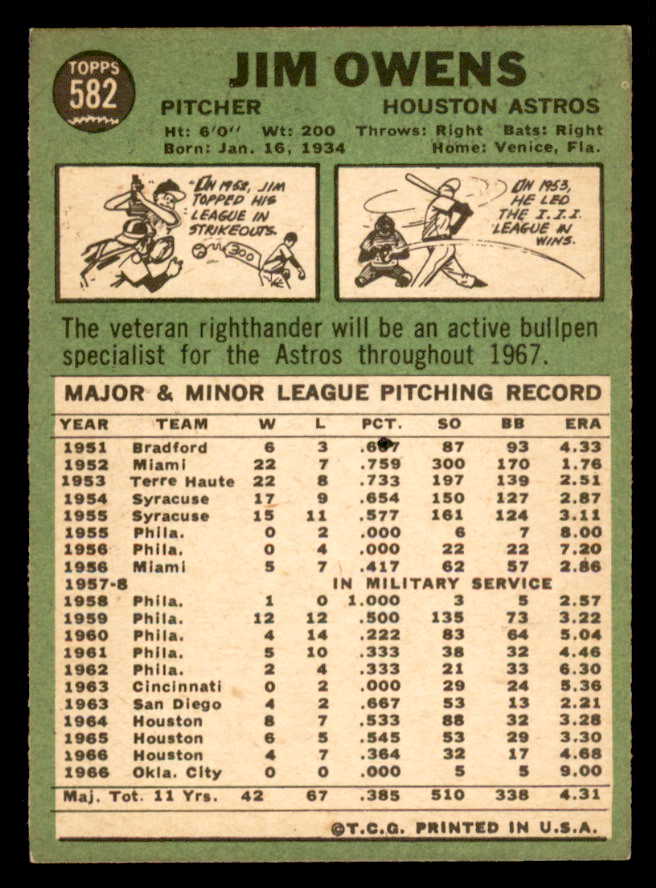 TOPPS
582
JIM OWENS
PITCHER HOUSTON ASTROS
Ht: 6'0" Wt: 200 Throws: Right Bats: Right
Born: Jan. 16, 1934 Home: Venice, Fla.
"IN 1952, JIM
TOPPED HIS
LEAGUE IN
STRIKEOUTS.
300
IN 1953,
HE LED
THE I.I.I.
LEAGUE IN
WINS.
The veteran righthander will be an active bullpen
specialist for the Astros throughout 1967.
MAJOR & MINOR LEAGUE PITCHING RECORD
YEAR TEAM W L PCT. SO BB ERA
1951 Bradford 6 3 .667 87 93 4.33
1952 Miami 22 7 .759 300 170 1.76
1953 Terre Haute 22 8 .733 197 139 2.51
1954 Syracuse 17 9 .654 150 127 2.87
1955 Syracuse 15 11 .577 161 124 3.11
1955 Phila. 0 2 .000 6 7 8.00
1956 Phila. 0 4 .000 22 22 7.20
1956 Miami 5 7 .417 62 57 2.86
1957-8 IN MILITARY SERVICE
1958 Phila. 1 0 1.000 3 5 2.57
1959 Phila. 12 12 .500 135 73 3.22
1960 Phila. 4 14 .222 83 64 5.04
1961 Phila. 5 10 .333 38 32 4.46
1962 Phila. 2 4 .333 21 33 6.30
1963 Cincinnati 0 2 .000 29 24 5.36
1963 San Diego 4 2 .667 53 13 2.21
1964 Houston 8 7 .533 88 32 3.28
1965 Houston 6 5 .545 53 29 3.30
1966 Houston 4 7 .364 32 17 4.68
1966 Okla. City 0 0 .000 5 5 9.00
Maj. Tot. 11 Yrs. 42 67 .385 510 338 4.31
©T.C.G. PRINTED IN U.S.A.